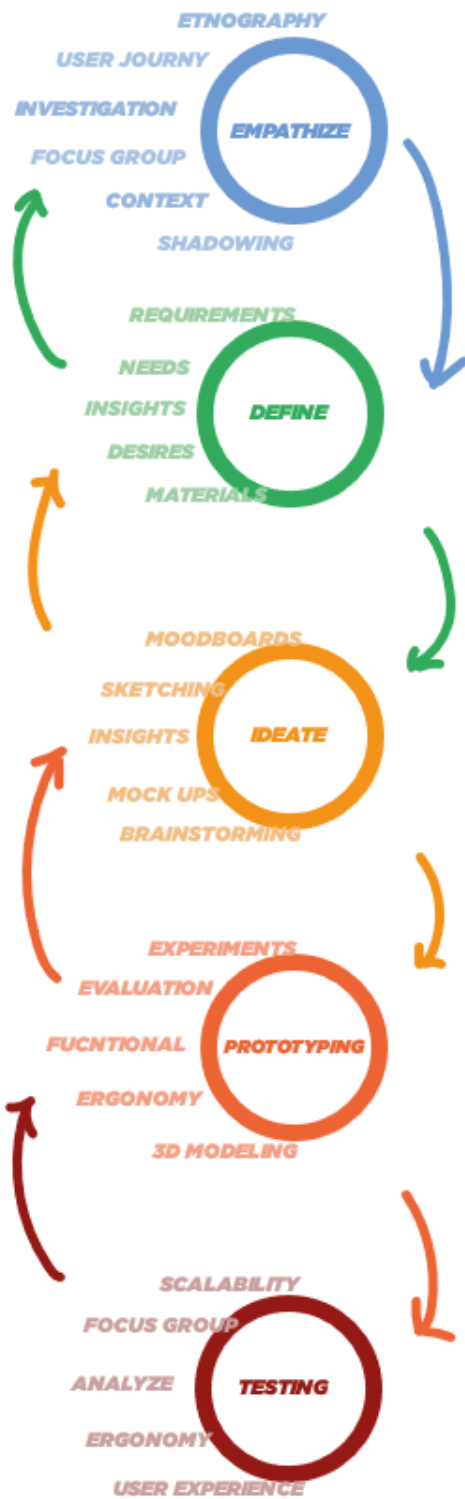 ETNOGRAPHY
USER JOURNY
INVESTIGATION
EMPATHIZE
FOCUS GROUP
CONTEXT
SHADOWING
REQUIREMENTS
NEEDS
INSIGHTS
DEFINE
DESIRES
MATERIALS
MOODBOARDS
SKETCHING
INSIGHTS
IDEATE
MOCK UPS
BRAINSTORMING
EXPERIMENTS
EVALUATION
FUCNTIONAL
PROTOTYPING
ERGONOMY
3D MODELING
SCALABILITY
FOCUS GROUP
ANALYZE
TESTING
ERGONOMY
USER EXPERIENCE